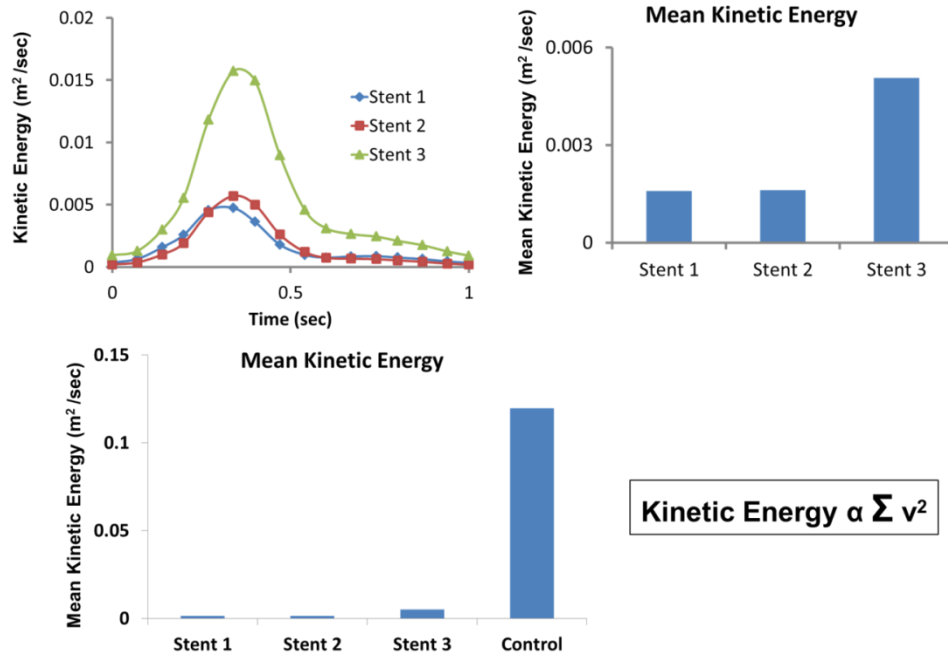 Kinetic Energy (m² /sec)
0.02
0.015
0.01
0.005
0
0
0.5
1
Time (sec)
Stent 1
Stent 2
Stent 3
Mean Kinetic Energy
Mean Kinetic Energy (m² /sec)
0.006
0.003
0
Stent 1
Stent 2
Stent 3
Mean Kinetic Energy
Mean Kinetic Energy (m² /sec)
0.15
0.1
0.05
0
Stent 1
Stent 2
Stent 3
Control
Kinetic Energy α Σ v²